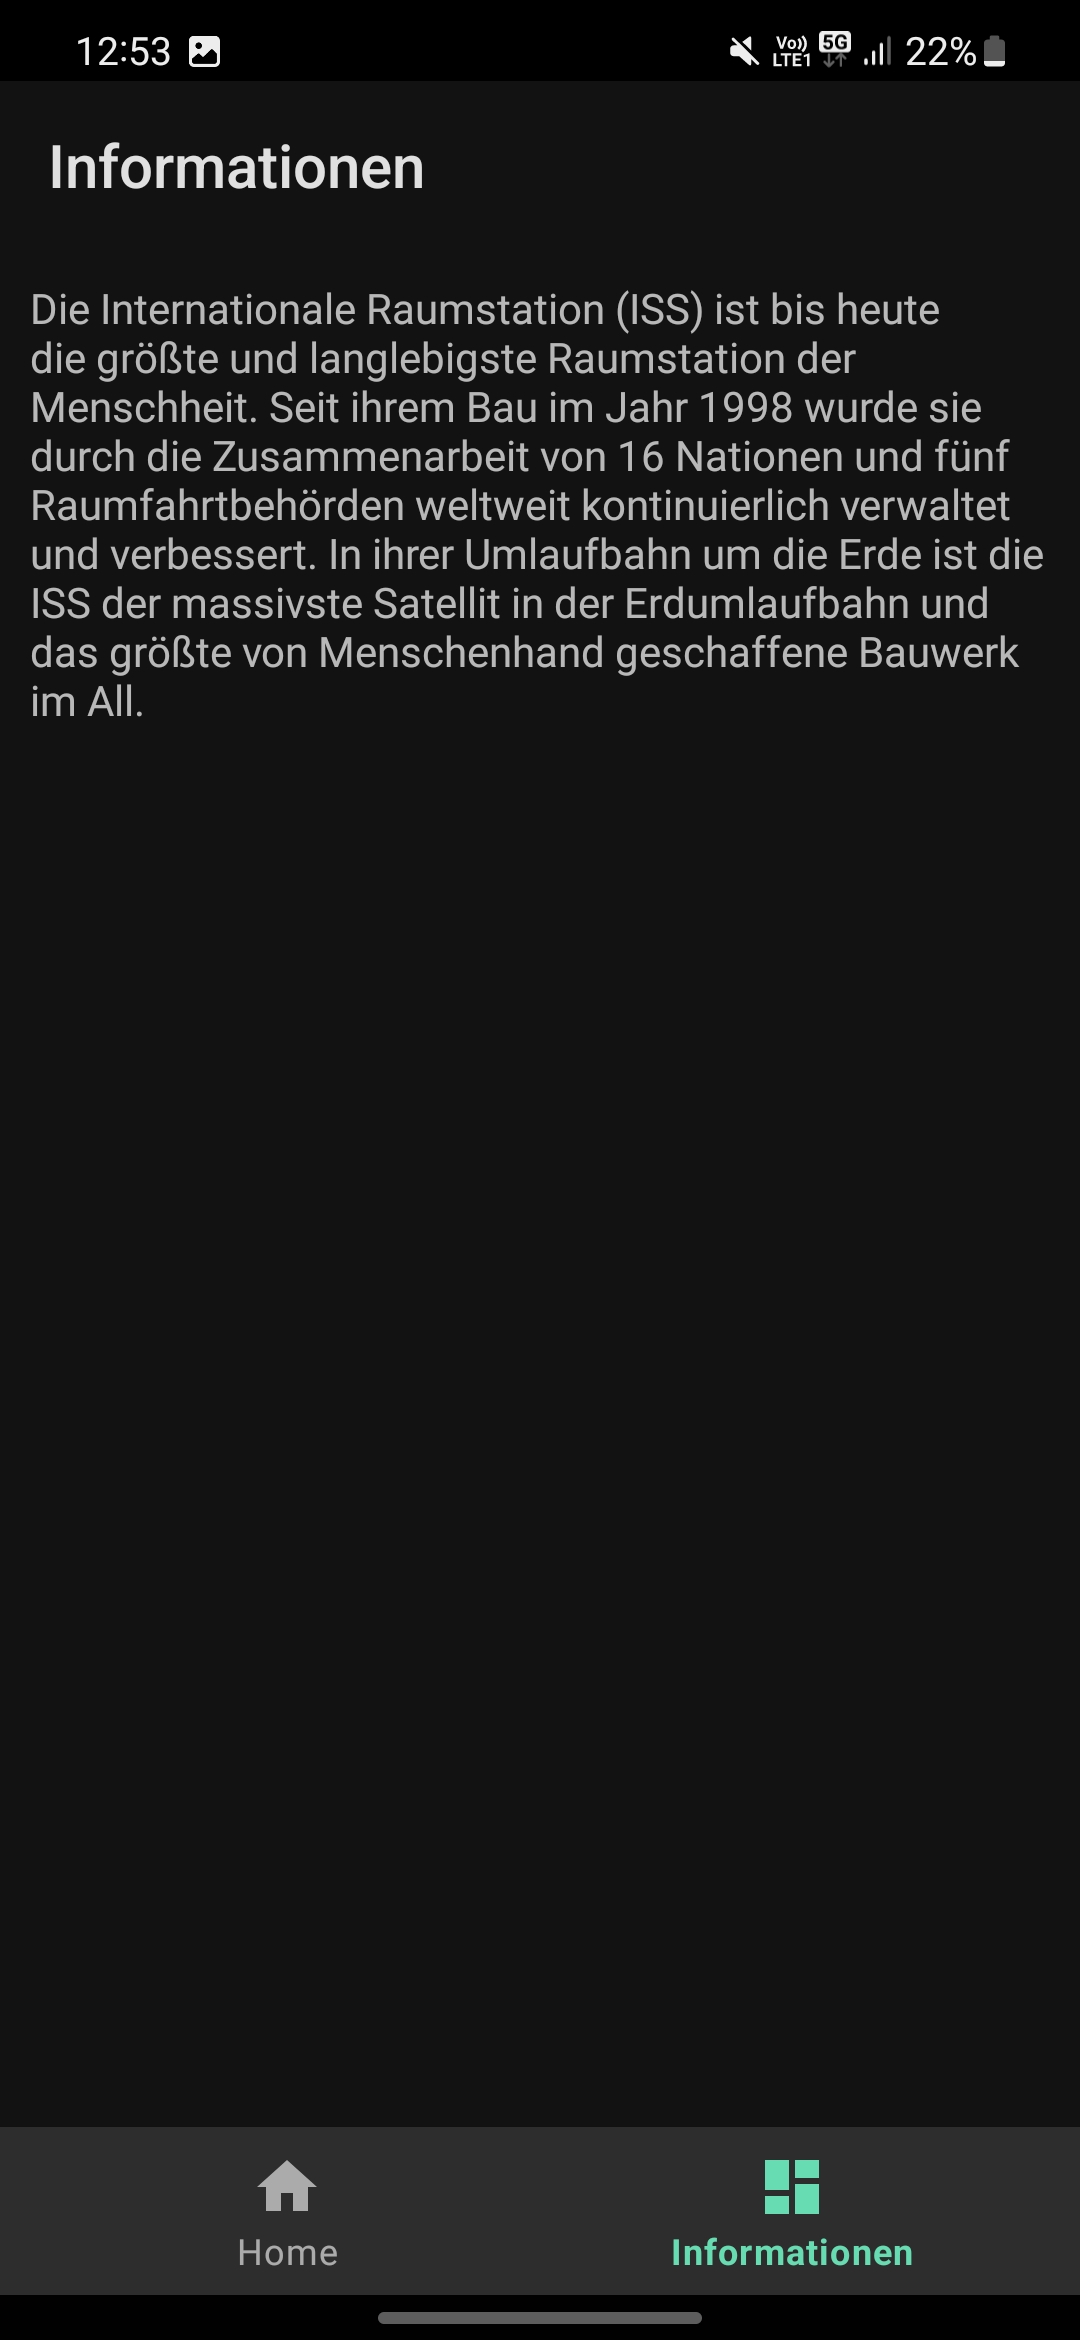 12:53
Vo)) LTE1 5G 22%
Informationen
Die Internationale Raumstation (ISS) ist bis heute
die größte und langlebigste Raumstation der
Menschheit. Seit ihrem Bau im Jahr 1998 wurde sie
durch die Zusammenarbeit von 16 Nationen und fünf
Raumfahrtbehörden weltweit kontinuierlich verwaltet
und verbessert. In ihrer Umlaufbahn um die Erde ist die
ISS der massivste Satellit in der Erdumlaufbahn und
das größte von Menschenhand geschaffene Bauwerk
im All.
Home
Informationen